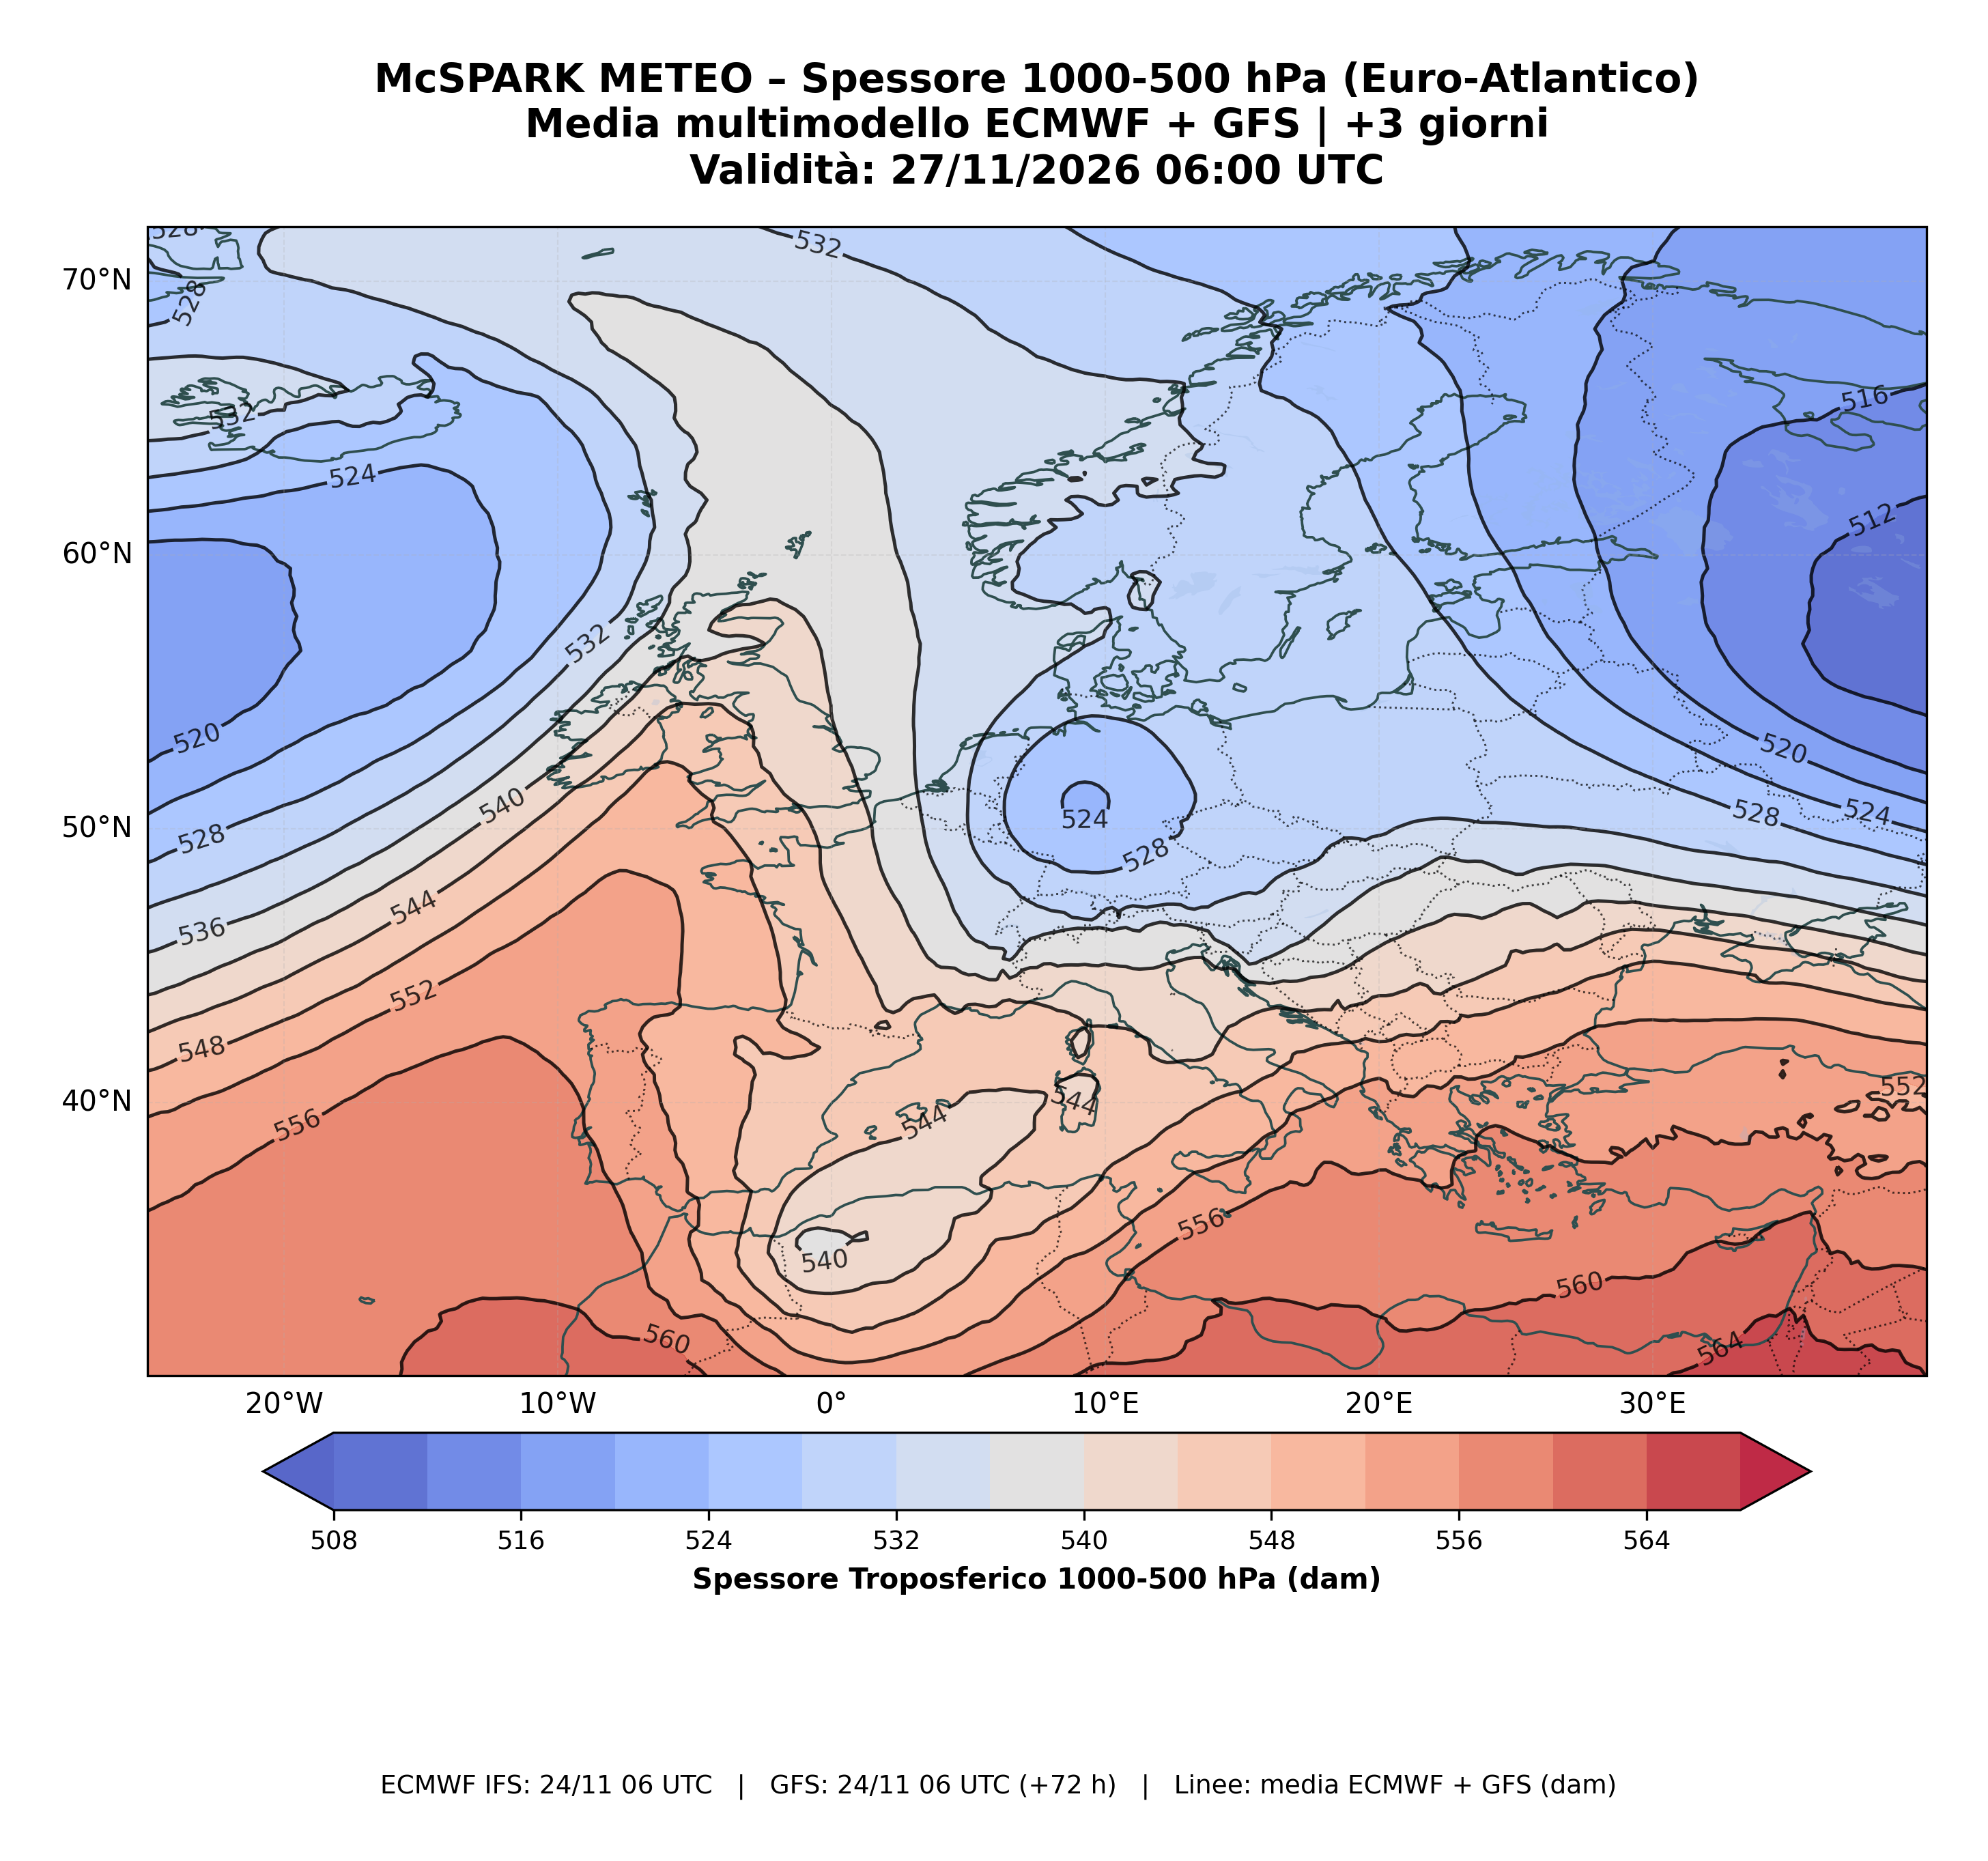 McSPARK METEO – Spessore 1000-500 hPa (Euro-Atlantico)
Media multimodello ECMWF + GFS | +3 giorni
Validità: 27/11/2026 06:00 UTC
528
532
70°N
528
516
532
524
512
60°N
532
520
520
540
528
524
524
50°N
528
528
544
536
552
548
552
40°N
544
544
556
556
540
560
560
564
20°W 10°W 0° 10°E 20°E 30°E
508 516 524 532 540 548 556 564
Spessore Troposferico 1000-500 hPa (dam)
ECMWF IFS: 24/11 06 UTC | GFS: 24/11 06 UTC (+72 h) | Linee: media ECMWF + GFS (dam)